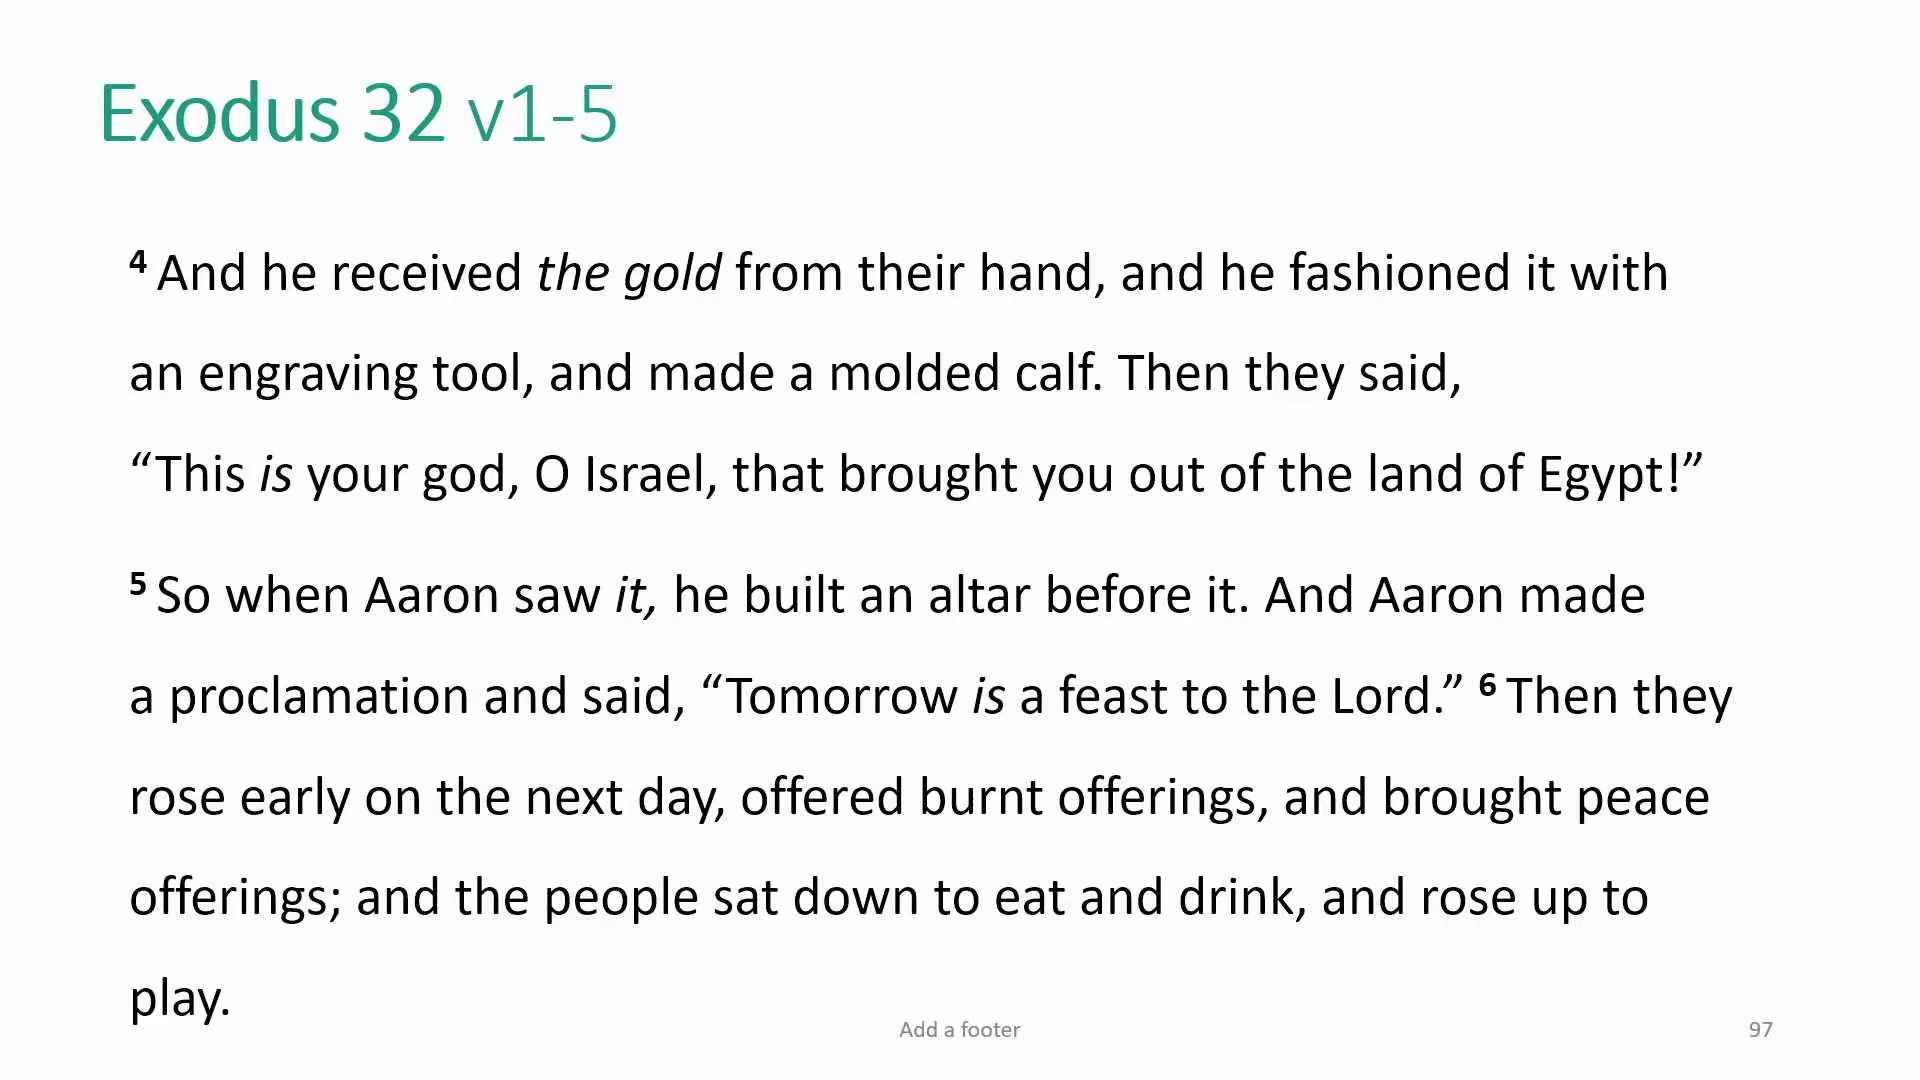 Exodus 32 v1-5
4 And he received the gold from their hand, and he fashioned it with
an engraving tool, and made a molded calf. Then they said,
“This is your god, O Israel, that brought you out of the land of Egypt!”
5 So when Aaron saw it, he built an altar before it. And Aaron made
a proclamation and said, “Tomorrow is a feast to the Lord.” 6 Then they
rose early on the next day, offered burnt offerings, and brought peace
offerings; and the people sat down to eat and drink, and rose up to
play.
Add a footer
97